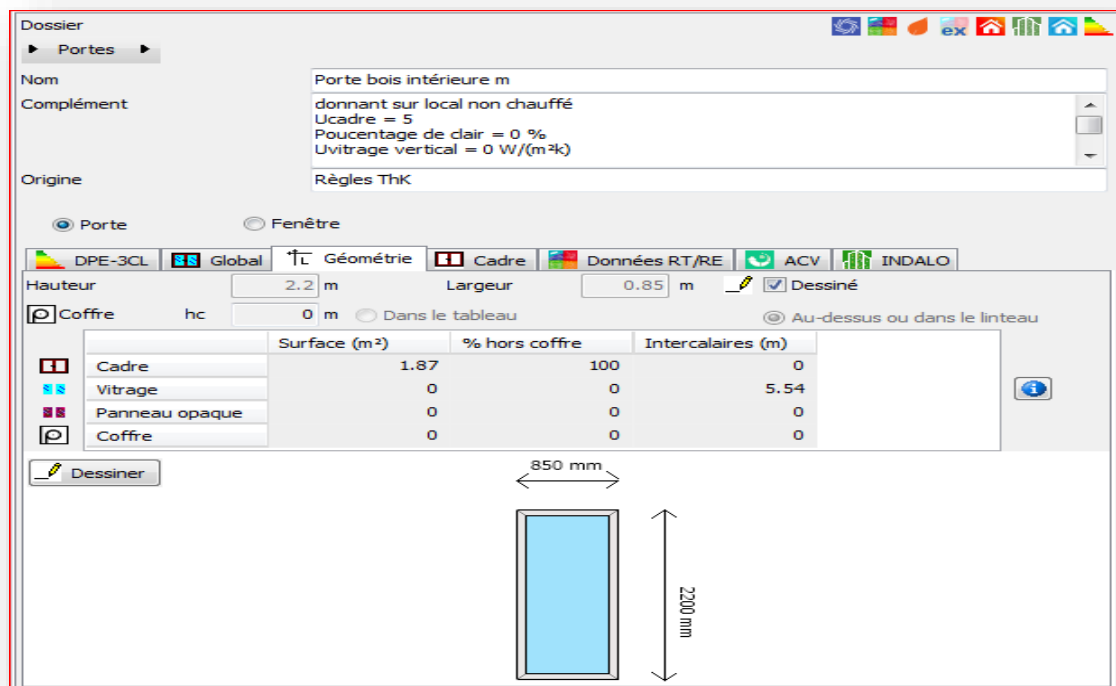 Dossier
ex
Portes
Nom Porte bois intérieure m
Complément donnant sur local non chauffé
Ucadre = 5
Poucentage de clair = 0 %
Uvitrage vertical = 0 W/(m²k)
Origine Règles ThK
Porte Fenêtre
DPE-3CL Global Géométrie Cadre Données RT/RE ACV INDALO
Hauteur 2.2 m Largeur 0.85 m Dessiné
Coffre hc 0 m Dans le tableau Au-dessus ou dans le linteau
Surface (m²) % hors coffre Intercalaires (m)
Cadre 1.87 100 0
Vitrage 0 0 5.54
Panneau opaque 0 0 0
Coffre 0 0 0
Dessiner
850 mm
2200 mm